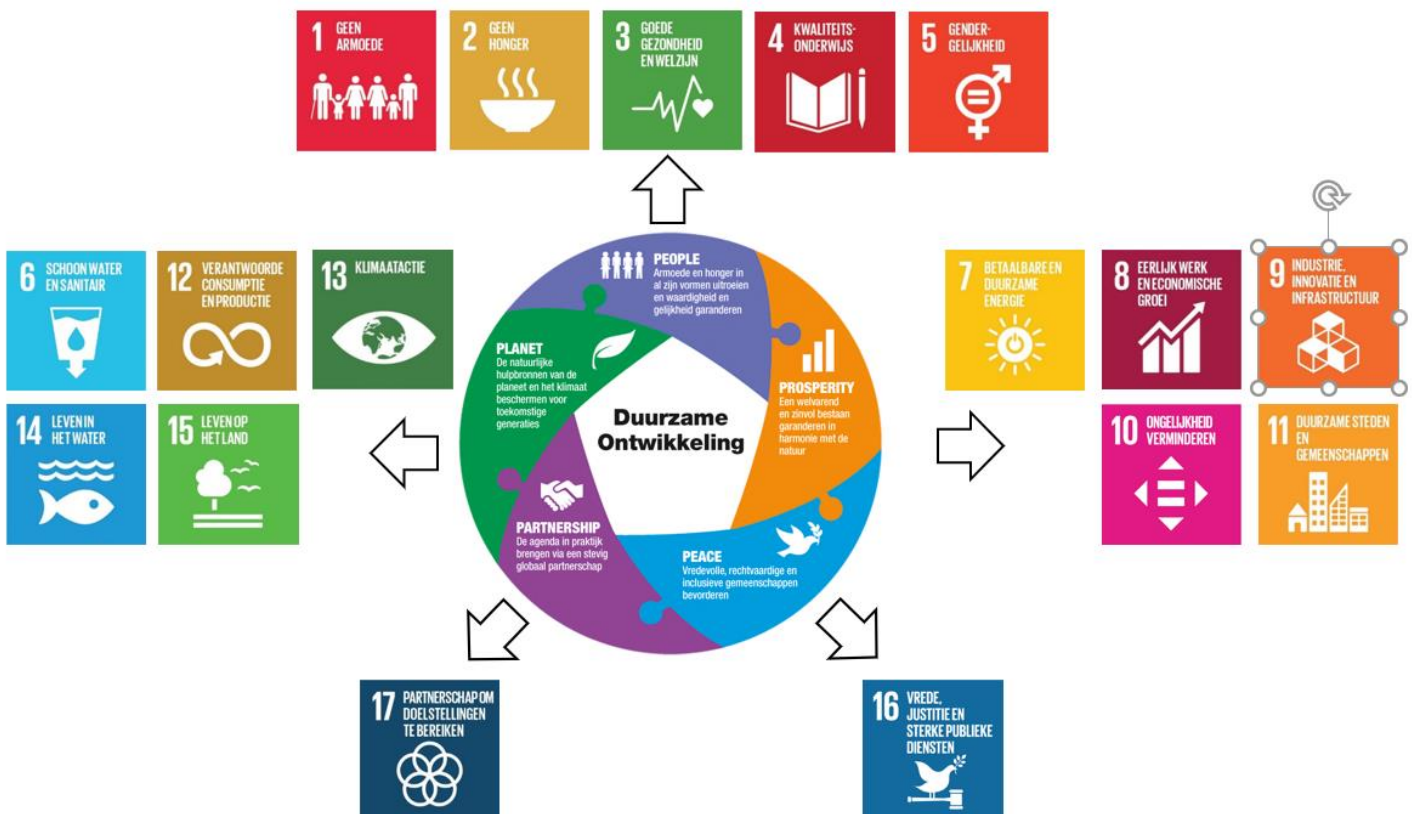 1 GEEN
ARMOEDE
2 GEEN
HONGER
3 GOEDE
GEZONDHEID
EN WELZIJN
4 KWALITEITS-
ONDERWIJS
5 GENDER-
GELIJKHEID
6 SCHOON WATER
EN SANITAIR
12 VERANTWOORDE
CONSUMPTIE
EN PRODUCTIE
13 KLIMAATACTIE
14 LEVEN IN
HET WATER
15 LEVEN OP
HET LAND
PEOPLE
Armoede en honger in
al zijn vormen uitroeien
en waardigheid en
gelijkheid garanderen
PLANET
De natuurlijke
hulpbronnen van de
planeet en het klimaat
beschermen voor
toekomstige
generaties
Duurzame
Ontwikkeling
PROSPERITY
Een welvarend
en zinvol bestaan
garanderen in
harmonie met de
natuur
PARTNERSHIP
De agenda in praktijk
brengen via een stevig
globaal partnerschap
PEACE
Vredevolle, rechtvaardige en
inclusieve gemeenschappen
bevorderen
7 BETAALBARE EN
DUURZAME
ENERGIE
8 EERLIJK WERK
EN ECONOMISCHE
GROEI
9 INDUSTRIE,
INNOVATIE EN
INFRASTRUCTUUR
10 ONGELIJKHEID
VERMINDEREN
11 DUURZAME STEDEN
EN
GEMEENSCHAPPEN
17 PARTNERSCHAP OM
DOELSTELLINGEN
TE BEREIKEN
16 VREDE,
JUSTITIE EN
STERKE PUBLIEKE
DIENSTEN